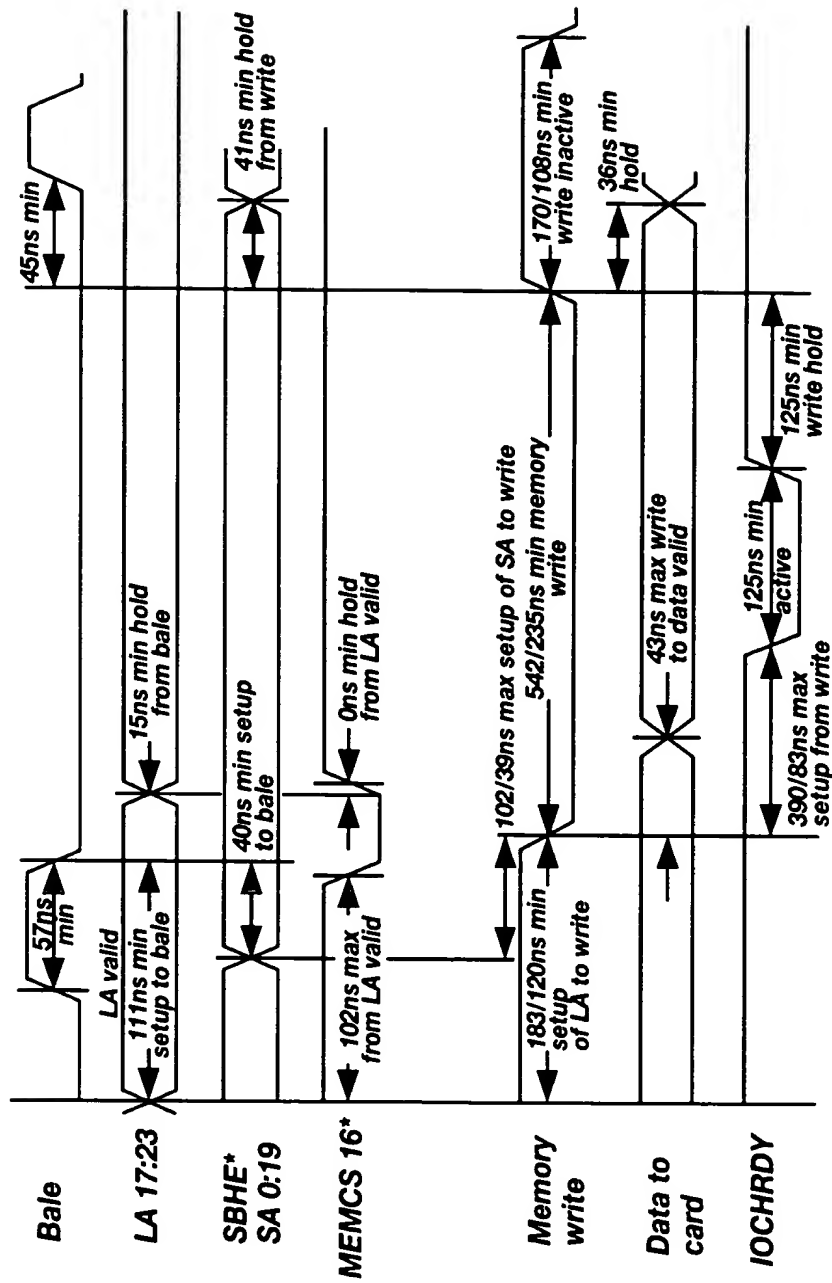 Bale
57ns
min
45ns min
LA 17:23
LA valid
111ns min
setup to bale
15ns min hold
from bale
SBHE*
SA 0:19
40ns min setup
to bale
41ns min hold
from write
MEMCS 16*
102ns max
from LA valid
0ns min hold
from LA valid
102/39ns max setup of SA to write
Memory
write
183/120ns min
setup
of LA to write
542/235ns min memory
write
170/108ns min
write inactive
Data to
card
43ns max write
to data valid
36ns min
hold
IOCHRDY
390/83ns max
setup from write
125ns min
active
125ns min
write hold